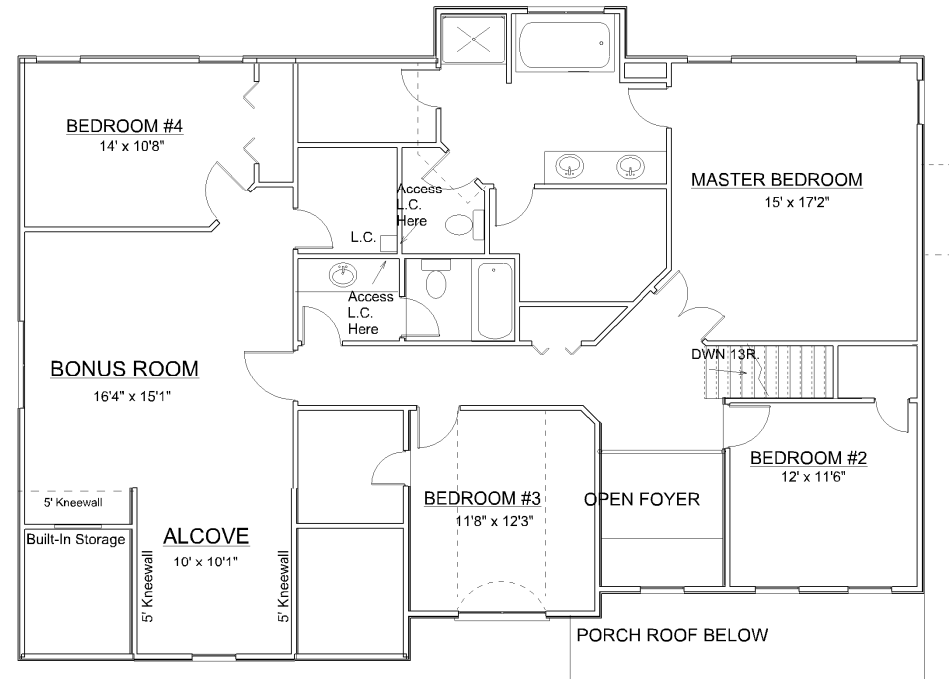 BEDROOM #4
14' x 10'8"
MASTER BEDROOM
15' x 17'2"
Access
L.C.
Here
L.C.
Access
L.C.
Here
DWN 13R.
BONUS ROOM
16'4" x 15'1"
BEDROOM #2
12' x 11'6"
5' Kneewall
BEDROOM #3
11'8" x 12'3"
OPEN FOYER
Built-In Storage
ALCOVE
10' x 10'1"
5' Kneewall
5' Kneewall
PORCH ROOF BELOW